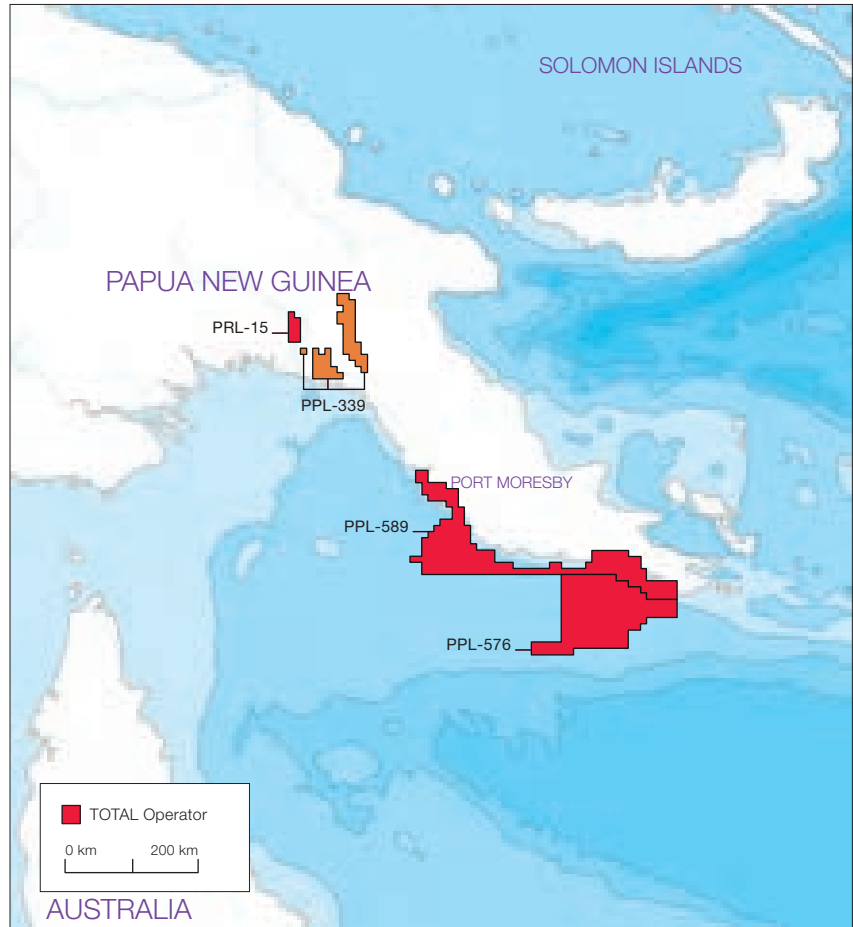 SOLOMON ISLANDS
PAPUA NEW GUINEA
PRL-15
PPL-339
PORT MORESBY
PPL-589
PPL-576
TOTAL Operator
0 km 200 km
AUSTRALIA